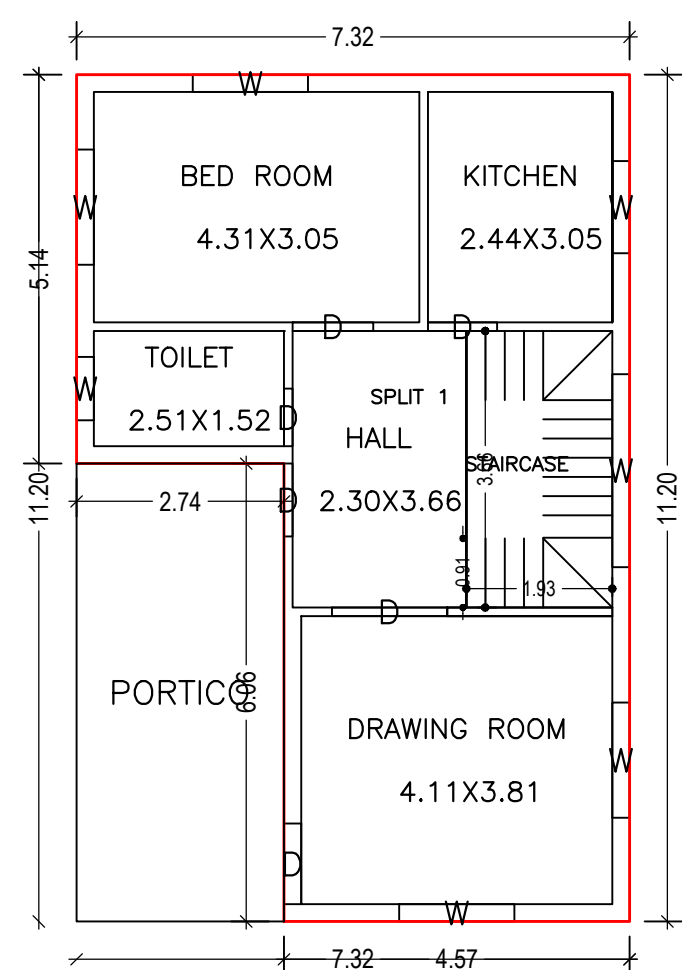 7.32
W
BED ROOM
KITCHEN
W
W
4.31X3.05
2.44X3.05
5.14
D
D
TOILET
W
SPLIT 1
2.51X1.52
D
HALL
STAIRCASE
W
3.66
11.20
2.74
D
2.30X3.66
11.20
0.91
1.93
D
PORTICO
6.06
DRAWING ROOM
W
4.11X3.81
D
W
7.32
4.57